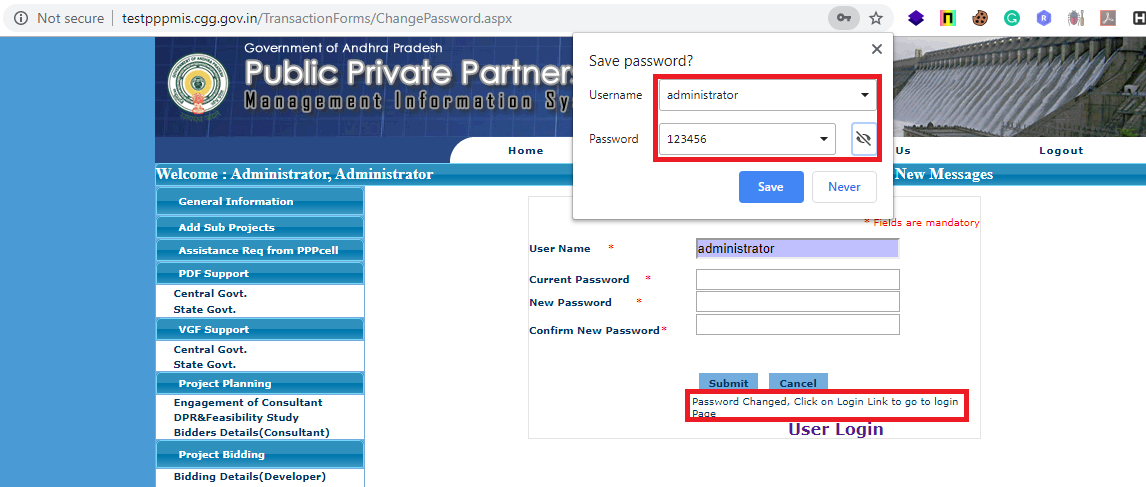 Not secure | testpppmis.cgg.gov.in/TransactionForms/ChangePassword.aspx
Government of Andhra Pradesh
Public Private Partner
Management Information Sy
Save password?
Username administrator
Password 123456
Save Never
Home Us Logout
Welcome : Administrator, Administrator New Messages
General Information
Add Sub Projects
Assistance Req from PPPcell
PDF Support
Central Govt.
State Govt.
VGF Support
Central Govt.
State Govt.
Project Planning
Engagement of Consultant
DPR&Feasibility Study
Bidders Details(Consultant)
Project Bidding
Bidding Details(Developer)
* Fields are mandatory
User Name * administrator
Current Password *
New Password *
Confirm New Password*
Submit Cancel
Password Changed, Click on Login Link to go to login
Page
User Login